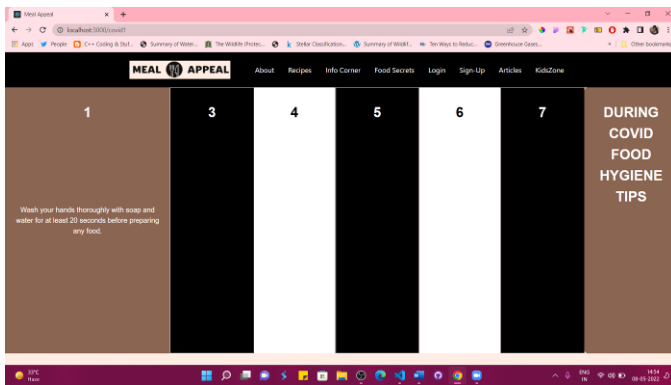 Meal Appeal
localhost:3000/covid1
Apps People C++ Coding & Stuf... Summary of Water... The Wildlife (Protec... Stellar Classification... Summary of Wildlif... Ten Ways to Reduc... Greenhouse Gases... Other bookmarks
MEAL APPEAL About Recipes Info Corner Food Secrets Login Sign-Up Articles KidsZone
1 3 4 5 6 7
DURING
COVID
FOOD
HYGIENE
TIPS
Wash your hands thoroughly with soap and
water for at least 20 seconds before preparing
any food.
33°C
Haze
ENG
IN
14:54
08-05-2022